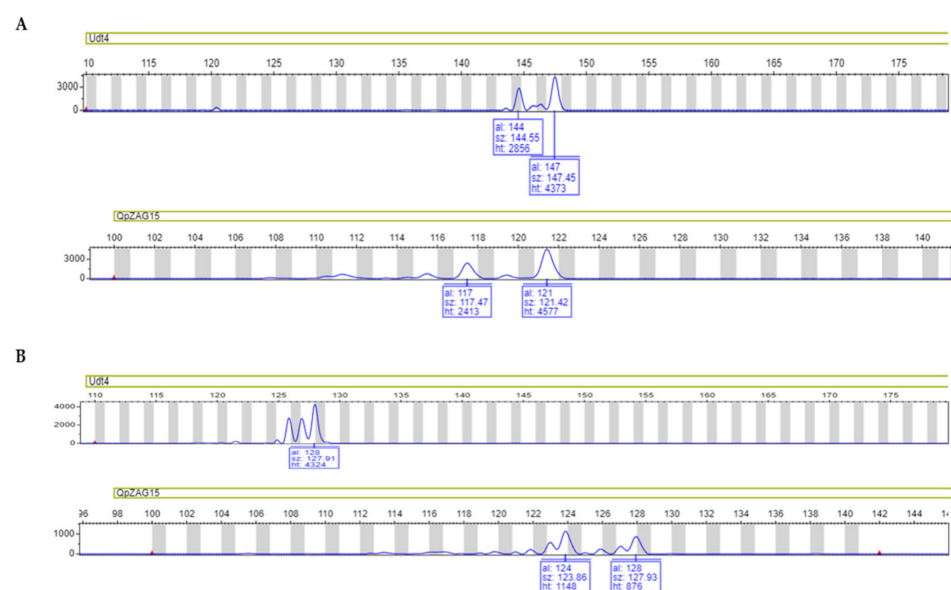 A
Udt4
10 115 120 125 130 135 140 145 150 155 160 165 170 175
3000
0
al: 144
sz: 144.55
ht: 2856
al: 147
sz: 147.45
ht: 4373
QpZAG15
100 102 104 106 108 110 112 114 116 118 120 122 124 126 128 130 132 134 136 138 140
3000
0
al: 117
sz: 117.47
ht: 2413
al: 121
sz: 121.42
ht: 4577
B
Udt4
110 115 120 125 130 135 140 145 150 155 160 165 170 175
4000
2000
0
al: 128
sz: 127.91
ht: 4324
QpZAG15
96 98 100 102 104 106 108 110 112 114 116 118 120 122 124 126 128 130 132 134 136 138 140 142 144 14
1000
0
al: 124
sz: 123.86
ht: 1148
al: 128
sz: 127.93
ht: 876